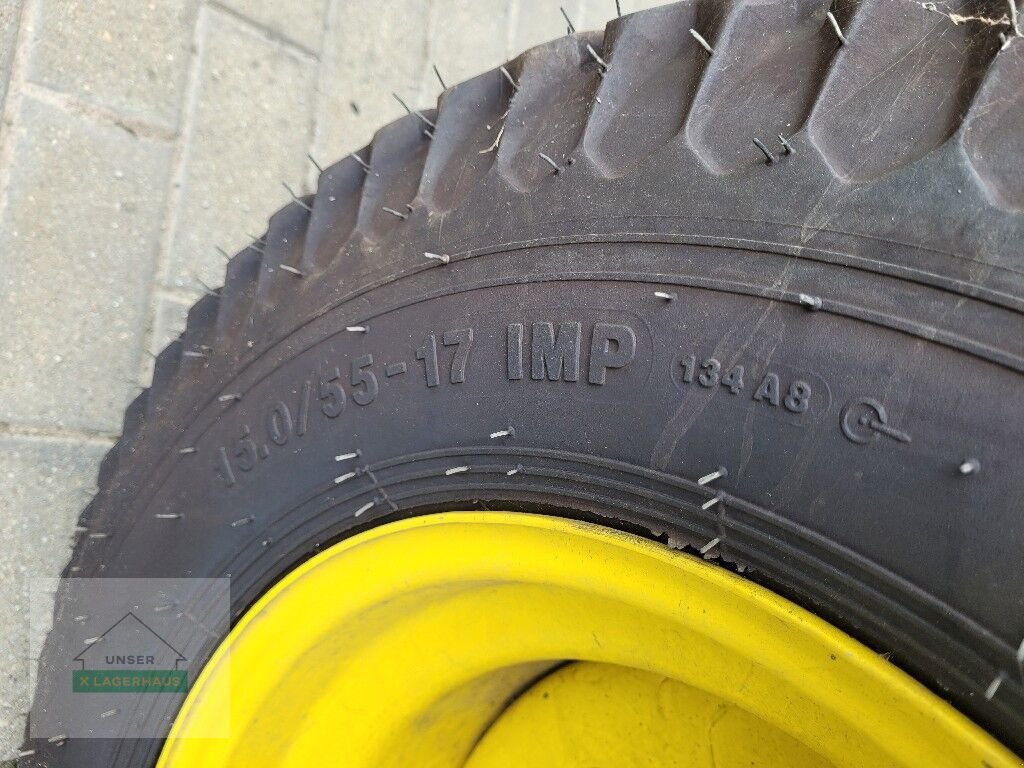 15.0/55-17 IMP 134 A8
UNSER
X LAGERHAUS